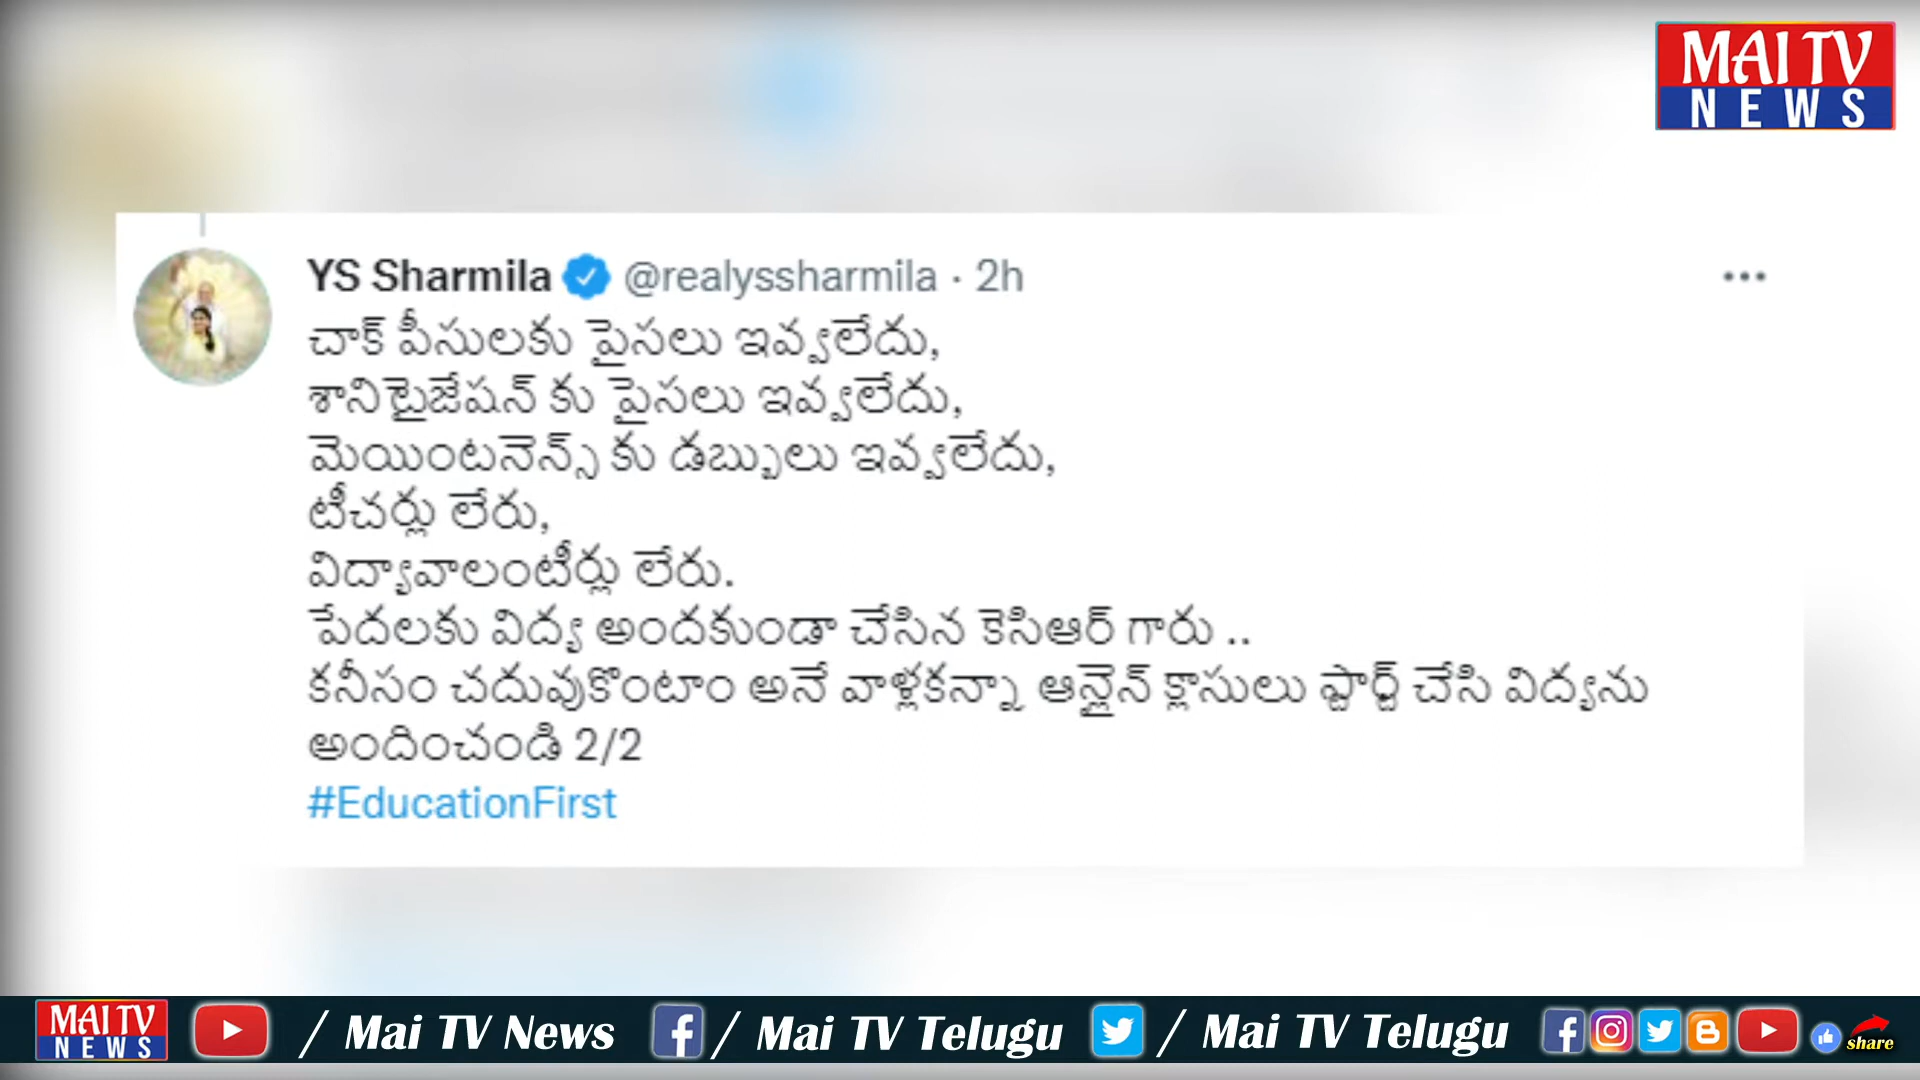 MAI TV
NEWS
YS Sharmila @realyssharmila · 2h
చాక్ పీసులకు పైసలు ఇవ్వలేదు,
శానిటైజేషన్ కు పైసలు ఇవ్వలేదు,
మెయింటనెన్స్ కు డబ్బులు ఇవ్వలేదు,
టీచర్లు లేరు,
విద్యావాలంటీర్లు లేరు.
పేదలకు విద్య అందకుండా చేసిన కెసిఆర్ గారు ..
కనీసం చదువుకొంటాం అనే వాళ్లకన్నా ఆన్లైన్ క్లాసులు స్టార్ట్ చేసి విద్యను
అందించండి 2/2
#EducationFirst
MAI TV
NEWS
/ Mai TV News / Mai TV Telugu / Mai TV Telugu share